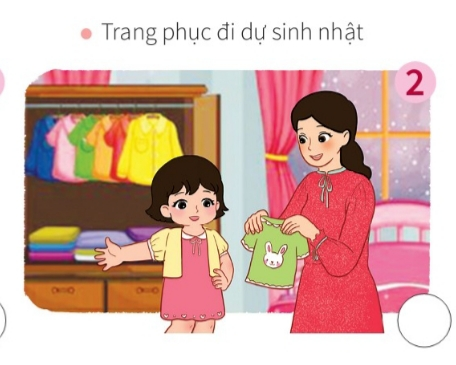 Trang phục đi dự sinh nhật
2